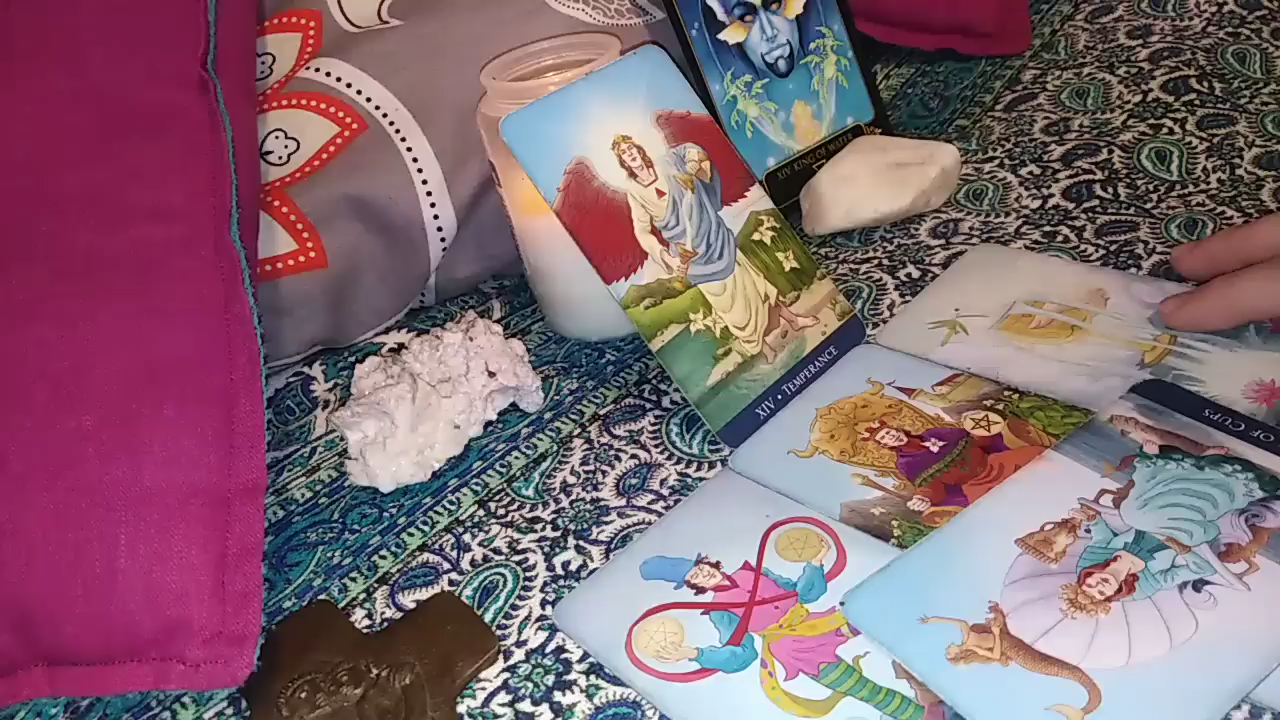 XIV KING OF WATER
XIV • TEMPERANCE
OF CUPS